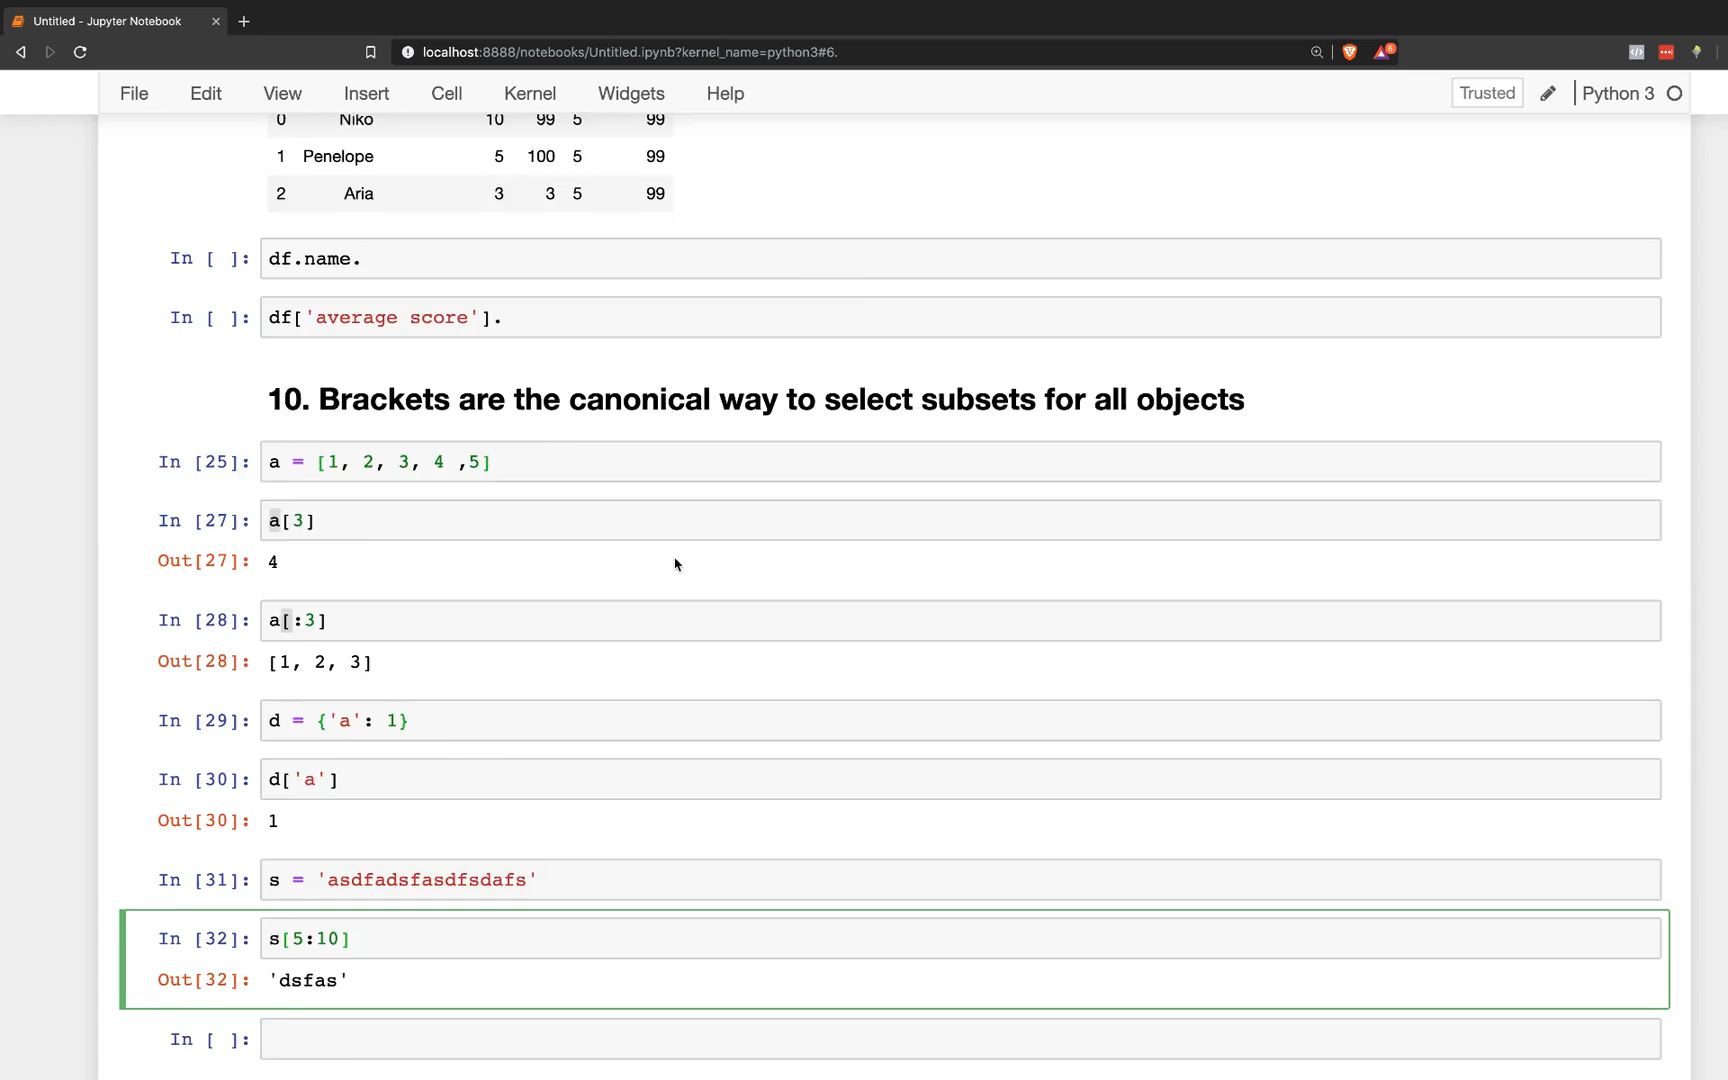 Untitled - Jupyter Notebook
localhost:8888/notebooks/Untitled.ipynb?kernel_name=python3#6.
6
File Edit View Insert Cell Kernel Widgets Help
Trusted Python 3
0 Niko 10 99 5 99
1 Penelope 5 100 5 99
2 Aria 3 3 5 99
In [ ]: df.name.
In [ ]: df['average score'].
10. Brackets are the canonical way to select subsets for all objects
In [25]: a = [1, 2, 3, 4 ,5]
In [27]: a[3]
Out[27]: 4
In [28]: a[:3]
Out[28]: [1, 2, 3]
In [29]: d = {'a': 1}
In [30]: d['a']
Out[30]: 1
In [31]: s = 'asdfadsfasdfsdafs'
In [32]: s[5:10]
Out[32]: 'dsfas'
In [ ]: